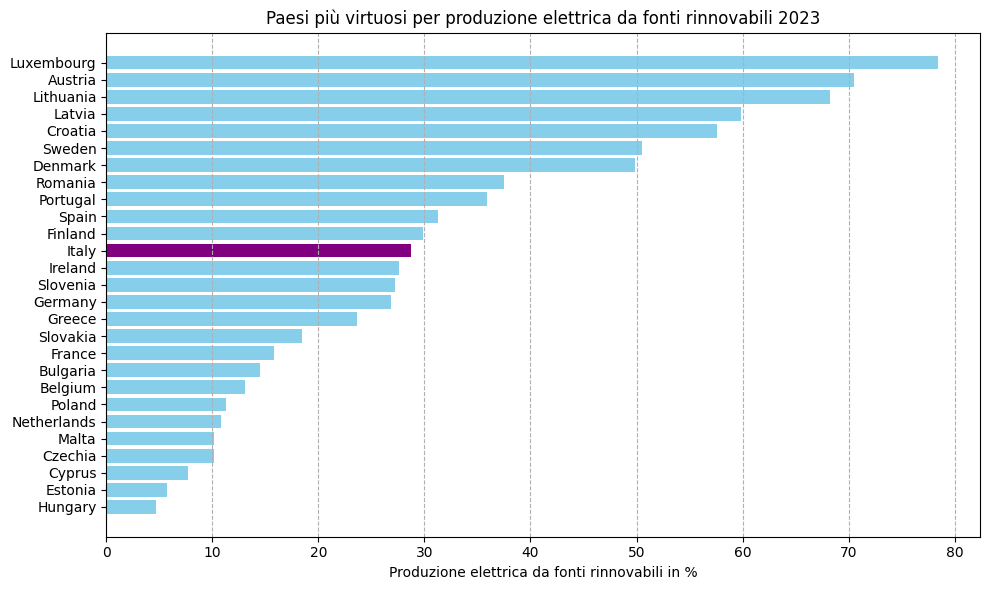 Paesi più virtuosi per produzione elettrica da fonti rinnovabili 2023
Luxembourg
Austria
Lithuania
Latvia
Croatia
Sweden
Denmark
Romania
Portugal
Spain
Finland
Italy
Ireland
Slovenia
Germany
Greece
Slovakia
France
Bulgaria
Belgium
Poland
Netherlands
Malta
Czechia
Cyprus
Estonia
Hungary
0 10 20 30 40 50 60 70 80
Produzione elettrica da fonti rinnovabili in %